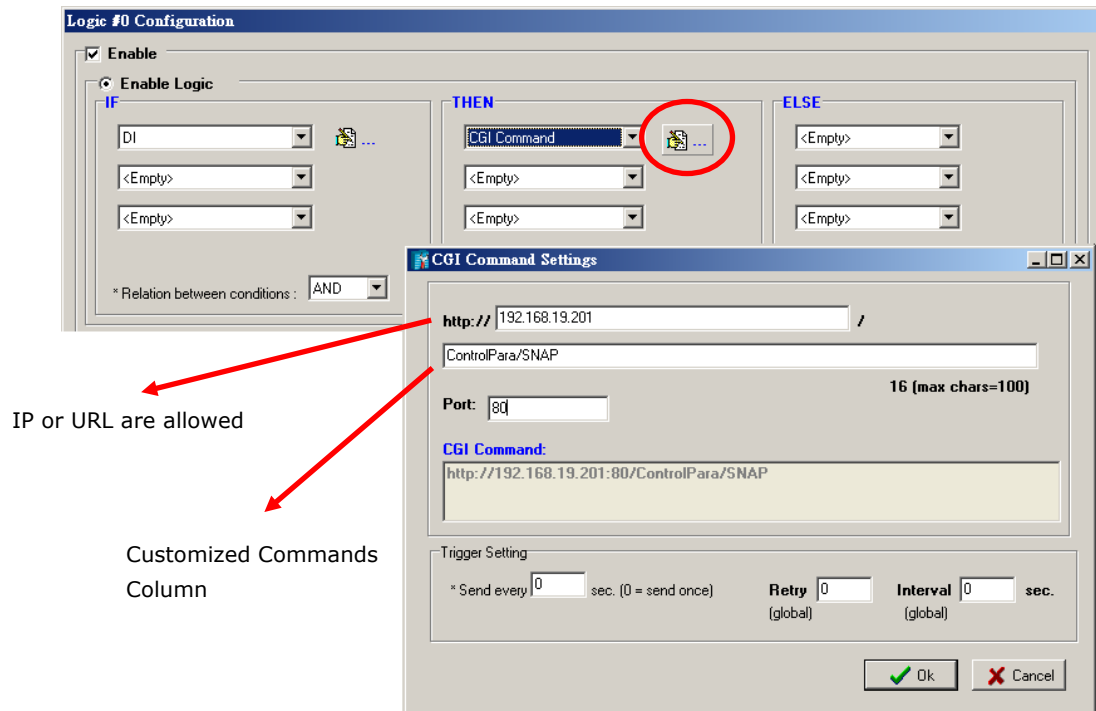 Logic #0 Configuration
Enable
Enable Logic
IF
THEN
ELSE
DI
...
CGI Command
...
<Empty>
<Empty>
<Empty>
<Empty>
<Empty>
<Empty>
<Empty>
* Relation between conditions : AND
CGI Command Settings
http:// 192.168.19.201 /
ControlPara/SNAP
16 (max chars=100)
Port: 80
CGI Command:
http://192.168.19.201:80/ControlPara/SNAP
Trigger Setting
* Send every 0 sec. (0 = send once) Retry 0 Interval 0 sec.
(global) (global)
Ok Cancel
IP or URL are allowed
Customized Commands
Column